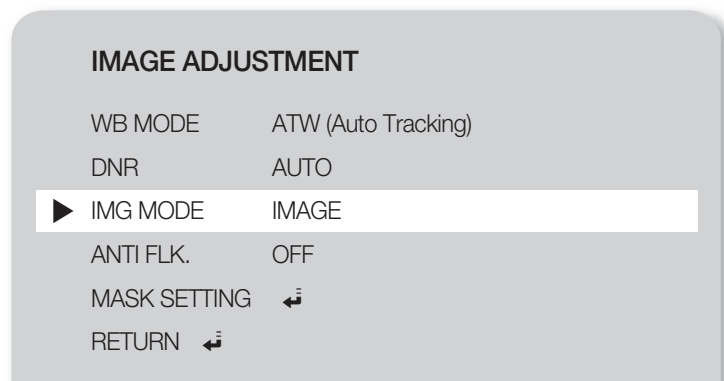 IMAGE ADJUSTMENT
WB MODE ATW (Auto Tracking)
DNR AUTO
IMG MODE IMAGE
ANTI FLK. OFF
MASK SETTING
RETURN